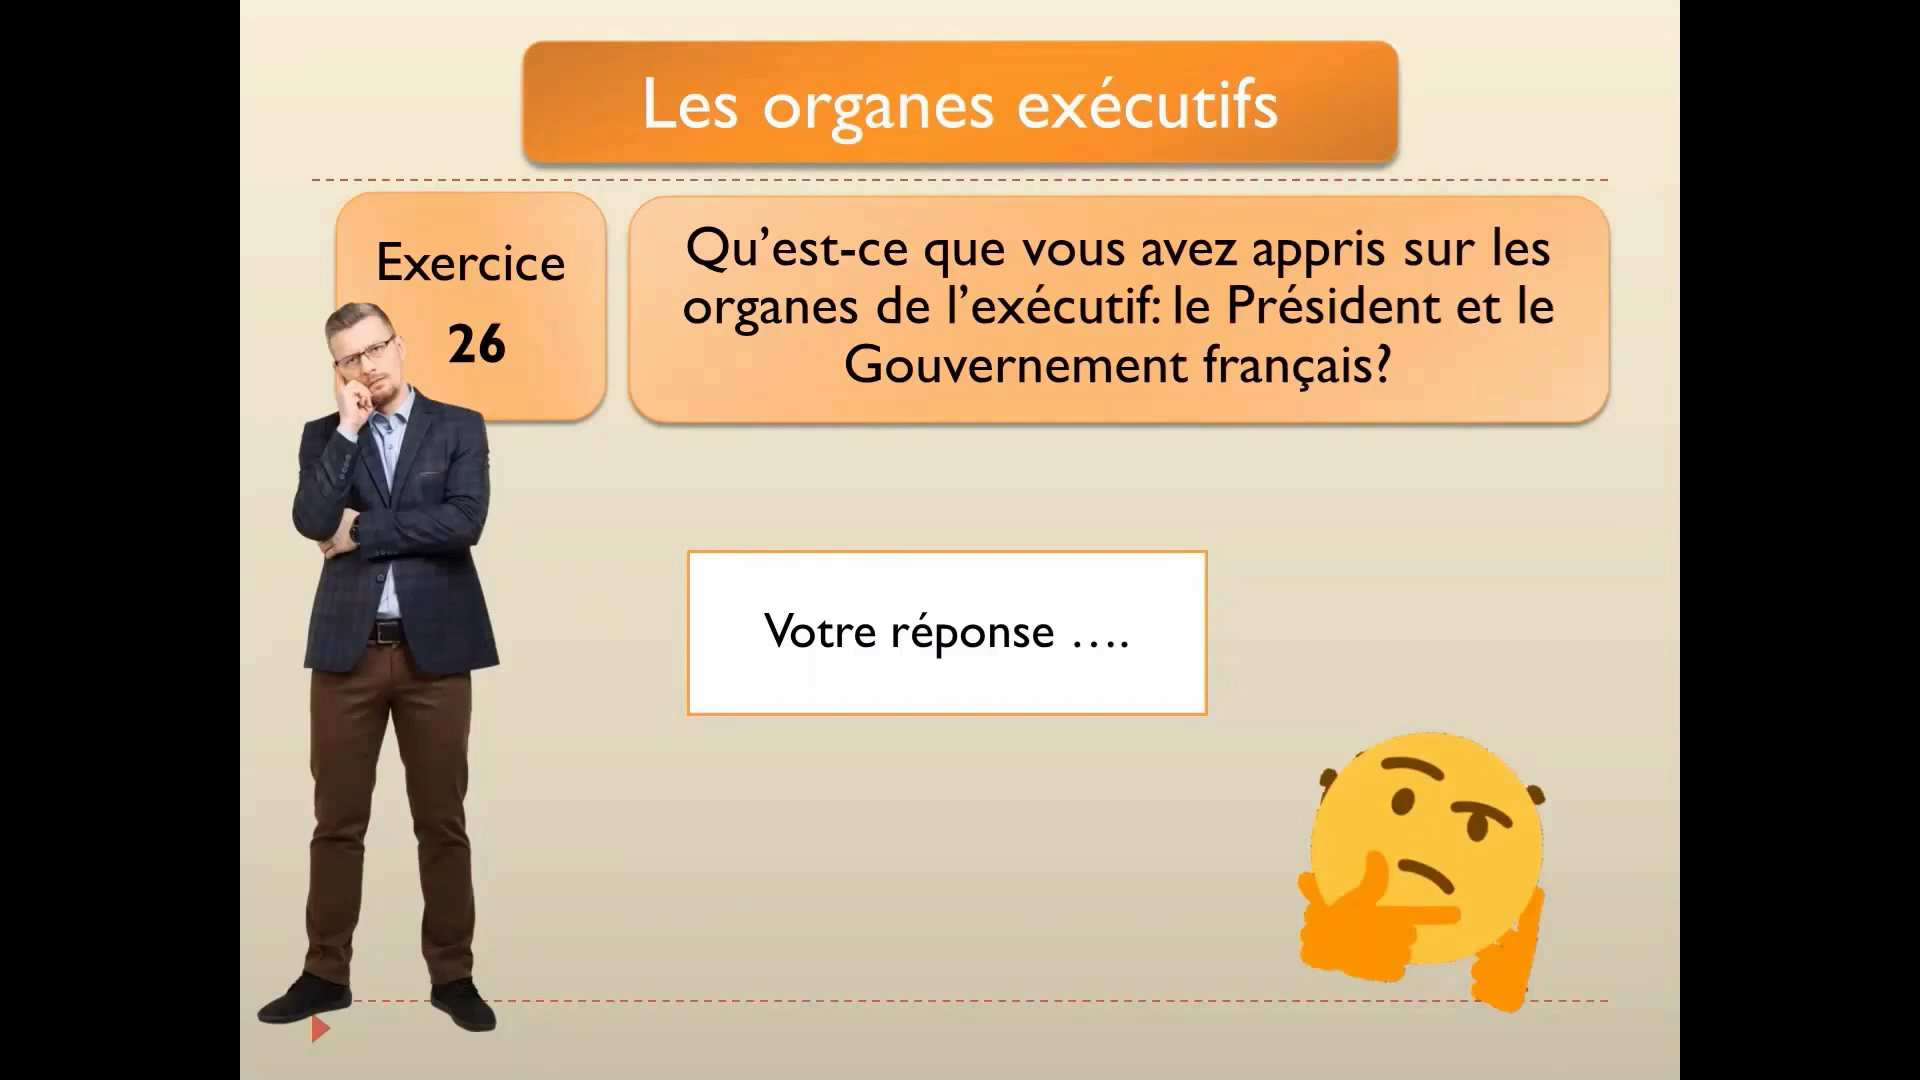 Les organes exécutifs
Exercice
26
Qu’est-ce que vous avez appris sur les
organes de l’exécutif: le Président et le
Gouvernement français?
Votre réponse ….